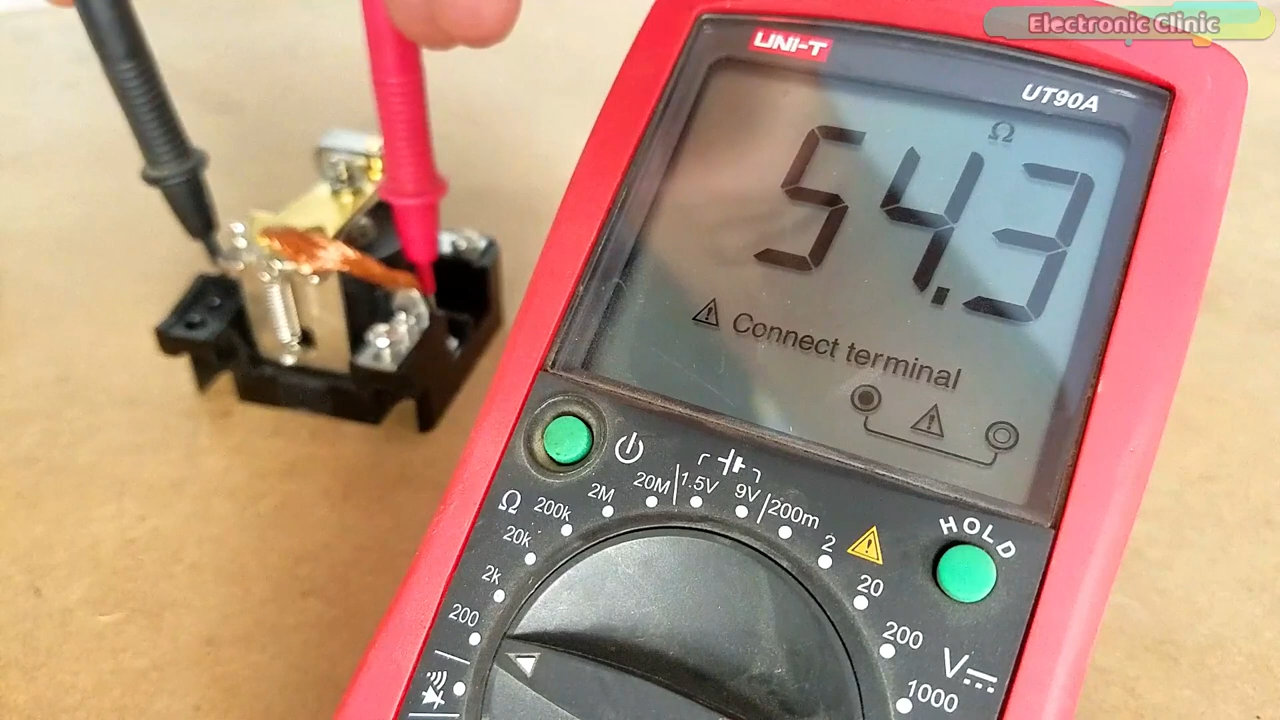 Electronic Clinic
UNI-T
UT90A
Ω
54.3
Connect terminal
HOLD
Ω
200
2k
20k
200k
2M
20M
1.5V
9V
200m
2
20
200
1000
V